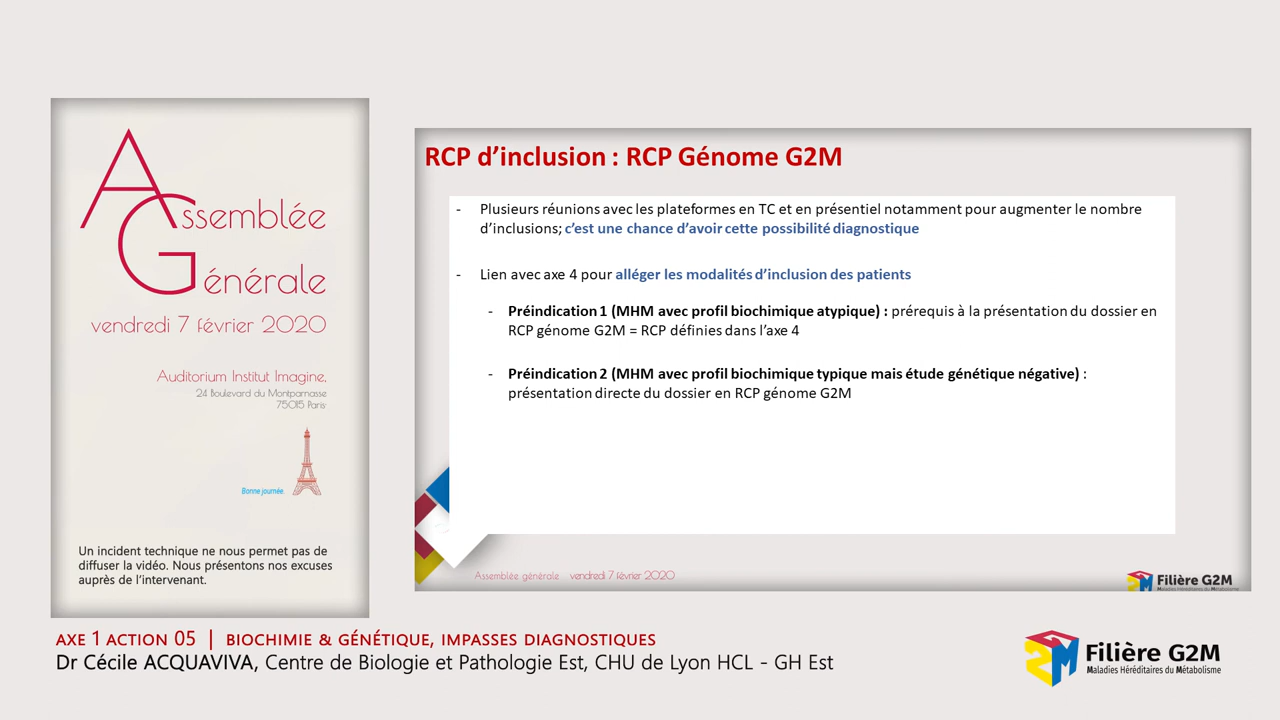 Assemblée
Générale
vendredi 7 février 2020
Auditorium Institut Imagine,
24 Boulevard du Montparnasse
75015 Paris
Bonne journée
Un incident technique ne nous permet pas de
diffuser la vidéo. Nous présentons nos excuses
auprès de l'intervenant.
RCP d'inclusion : RCP Génome G2M
- Plusieurs réunions avec les plateformes en TC et en présentiel notamment pour augmenter le nombre
d'inclusions; c'est une chance d'avoir cette possibilité diagnostique
- Lien avec axe 4 pour alléger les modalités d'inclusion des patients
- Préindication 1 (MHM avec profil biochimique atypique) : prérequis à la présentation du dossier en
RCP génome G2M = RCP définies dans l'axe 4
- Préindication 2 (MHM avec profil biochimique typique mais étude génétique négative) :
présentation directe du dossier en RCP génome G2M
Assemblée générale vendredi 7 février 2020
Filière G2M
Maladies Héréditaires du Métabolisme
AXE 1 ACTION 05 | BIOCHIMIE & GÉNÉTIQUE, IMPASSES DIAGNOSTIQUES
Dr Cécile ACQUAVIVA, Centre de Biologie et Pathologie Est, CHU de Lyon HCL - GH Est
Filière G2M
Maladies Héréditaires du Métabolisme